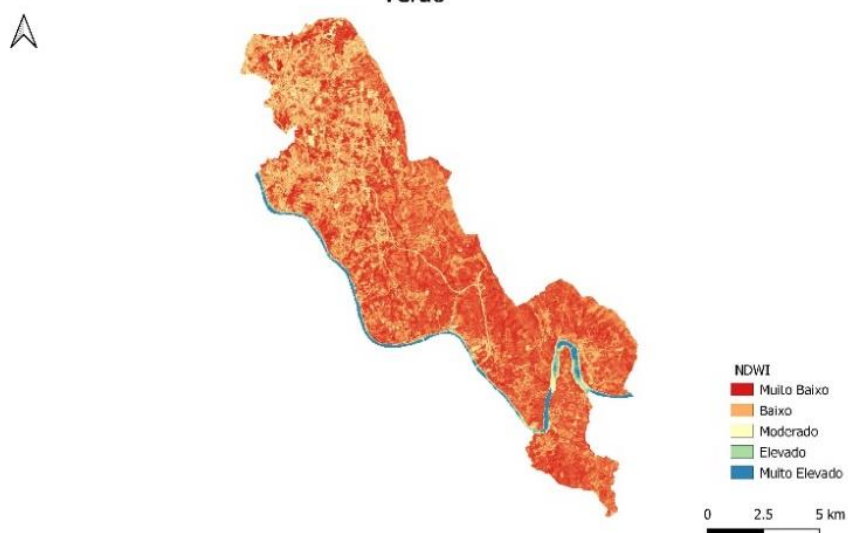 NDWI
Muito Baixo
Baixo
Moderado
Elevado
Muito Elevado
0 2.5 5 km